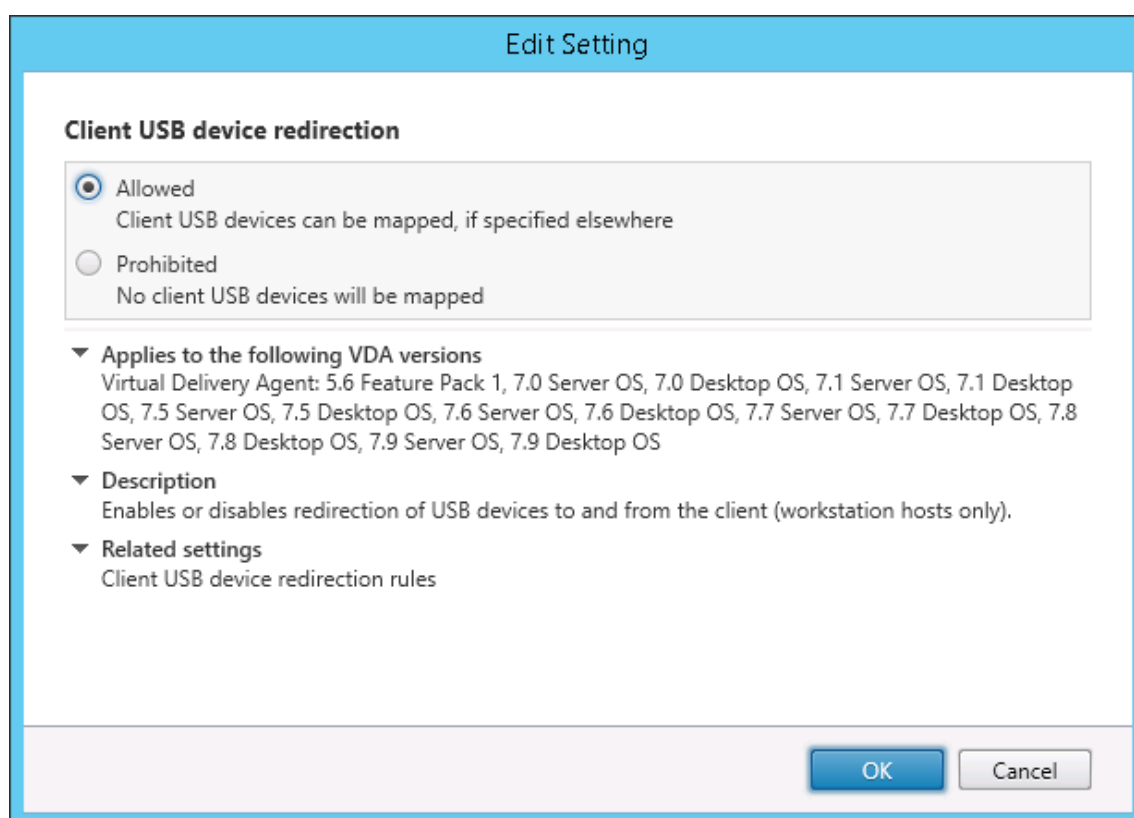 Edit Setting
Client USB device redirection
Allowed
Client USB devices can be mapped, if specified elsewhere
Prohibited
No client USB devices will be mapped
Applies to the following VDA versions
Virtual Delivery Agent: 5.6 Feature Pack 1, 7.0 Server OS, 7.0 Desktop OS, 7.1 Server OS, 7.1 Desktop
OS, 7.5 Server OS, 7.5 Desktop OS, 7.6 Server OS, 7.6 Desktop OS, 7.7 Server OS, 7.7 Desktop OS, 7.8
Server OS, 7.8 Desktop OS, 7.9 Server OS, 7.9 Desktop OS
Description
Enables or disables redirection of USB devices to and from the client (workstation hosts only).
Related settings
Client USB device redirection rules
OK
Cancel